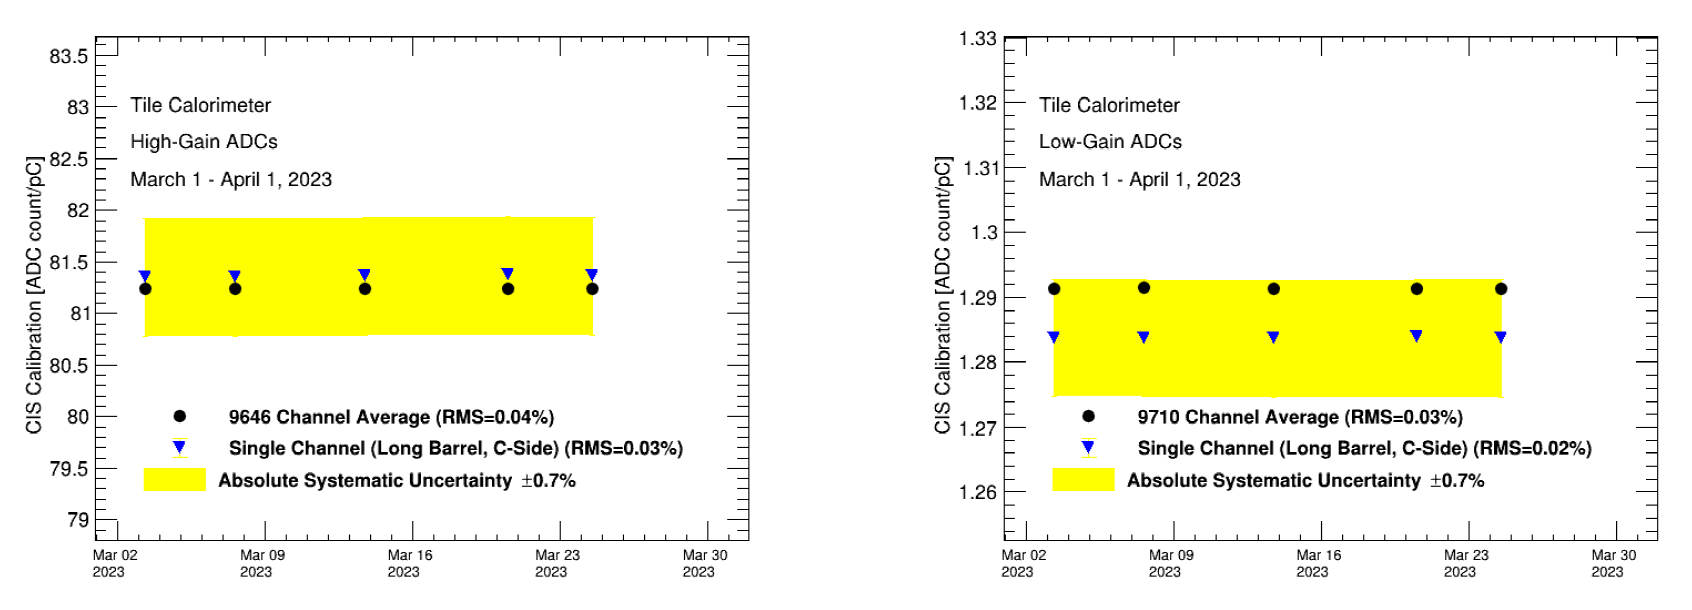 83.5
83
82.5
82
81.5
81
80.5
80
79.5
79
CIS Calibration [ADC count/pC]
Tile Calorimeter
High-Gain ADCs
March 1 - April 1, 2023
9646 Channel Average (RMS=0.04%)
Single Channel (Long Barrel, C-Side) (RMS=0.03%)
Absolute Systematic Uncertainty ±0.7%
Mar 02 Mar 09 Mar 16 Mar 23 Mar 30
2023 2023 2023 2023 2023
1.33
1.32
1.31
1.3
1.29
1.28
1.27
1.26
CIS Calibration [ADC count/pC]
Tile Calorimeter
Low-Gain ADCs
March 1 - April 1, 2023
9710 Channel Average (RMS=0.03%)
Single Channel (Long Barrel, C-Side) (RMS=0.02%)
Absolute Systematic Uncertainty ±0.7%
Mar 02 Mar 09 Mar 16 Mar 23 Mar 30
2023 2023 2023 2023 2023